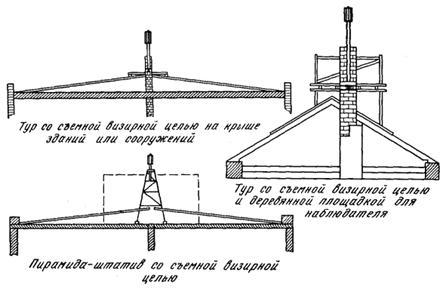 Тур со съемной визирной целью на крыше
зданий или сооружений
Тур со съемной визирной целью
и деревянной площадкой для
наблюдателя
Пирамида-штатив со съемной визирной
целью